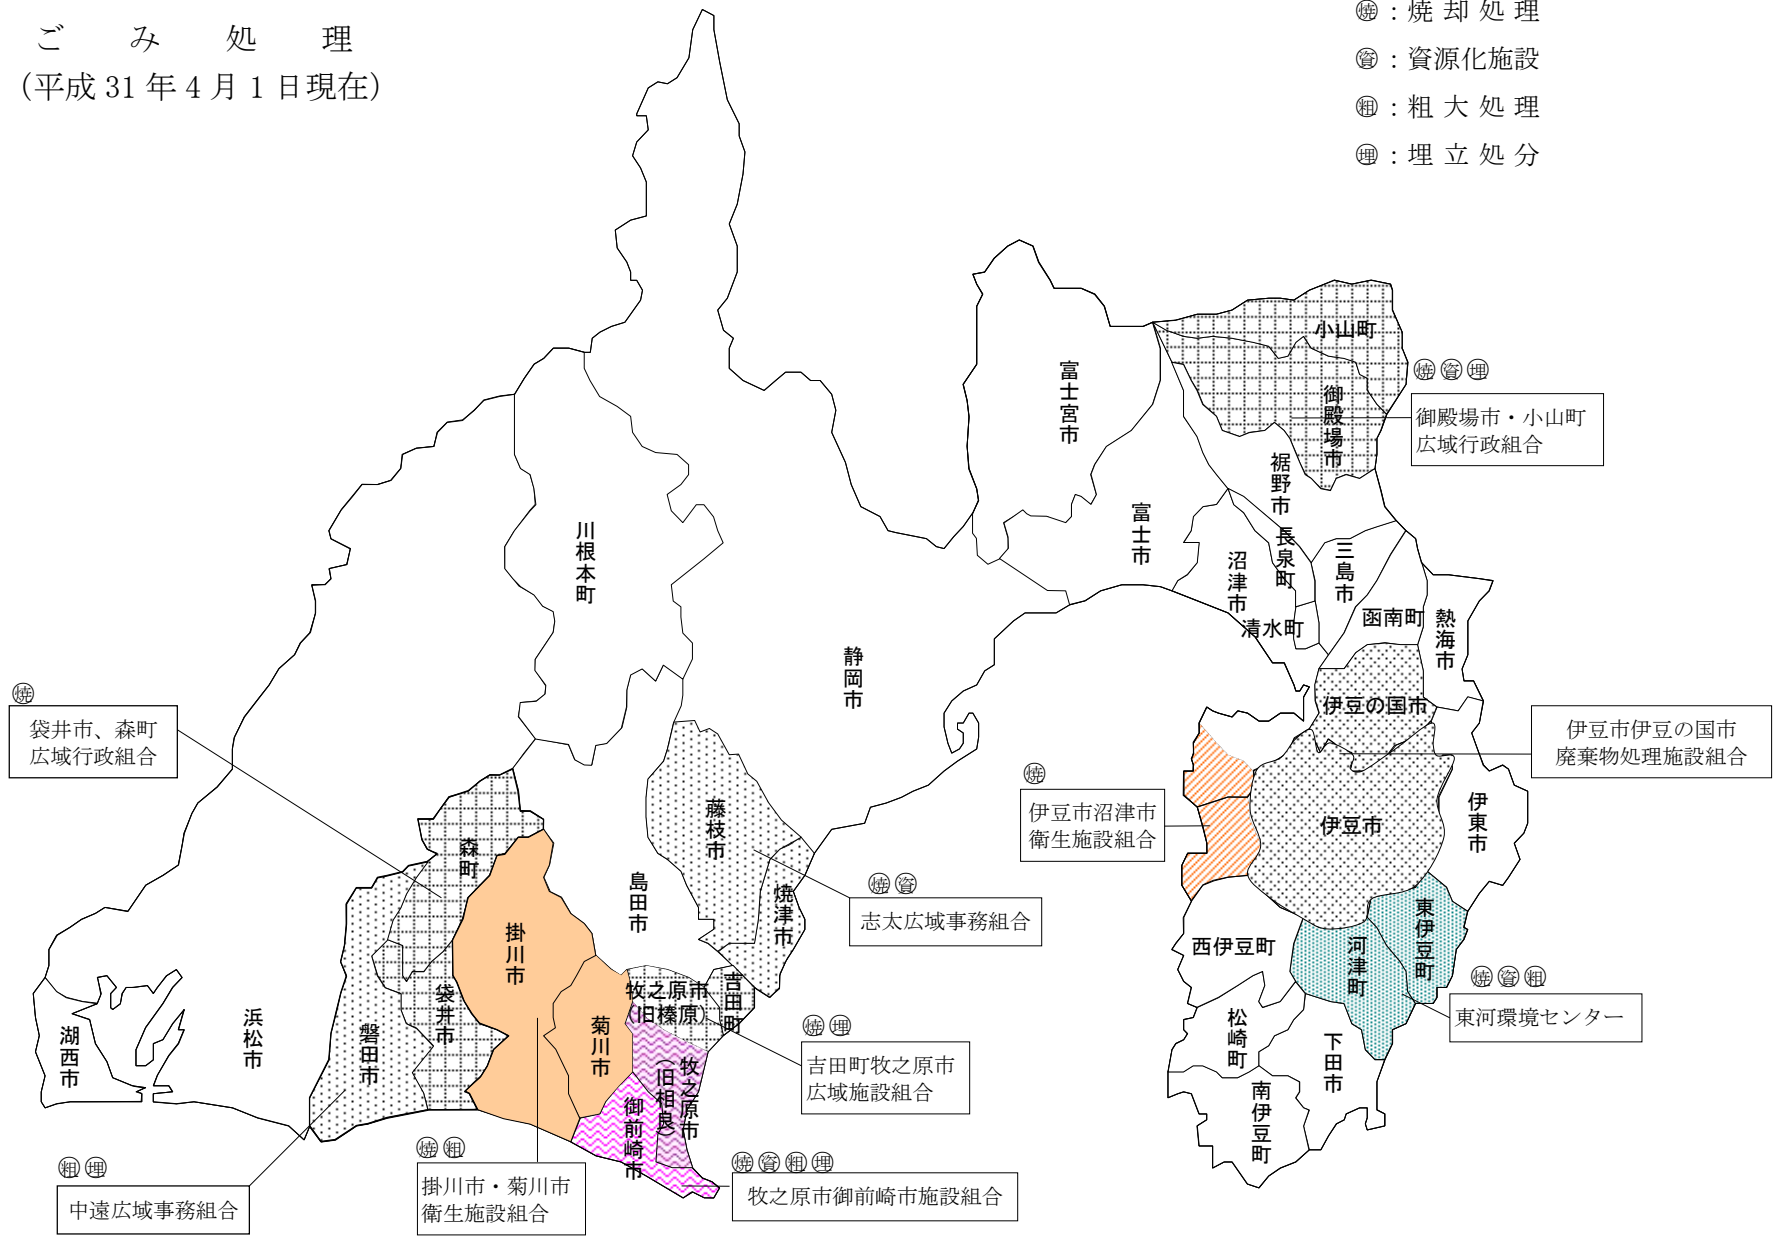 ごみ処理
(平成31年4月1日現在)
㊝：焼却処理
㊮：資源化施設
粗：粗大処理
埋：埋立処分
小山町
御殿場市
焼 資 埋
御殿場市・小山町
広域行政組合
富士宮市
裾野市
富士市
長泉町
沼津市
三島市
清水町
函南町
熱海市
川根本町
静岡市
焼
袋井市、森町
広域行政組合
伊豆の国市
伊豆市伊豆の国市
廃棄物処理施設組合
焼
伊豆市沼津市
衛生施設組合
伊豆市
伊東市
藤枝市
焼津市
焼 資
志太広域事務組合
島田市
森町
掛川市
袋井市
磐田市
浜松市
湖西市
菊川市
牧之原市
(旧榛原)
吉田町
焼 埋
吉田町牧之原市
広域施設組合
牧之原市
(旧相良)
御前崎市
西伊豆町
河津町
東伊豆町
焼 資 粗
東河環境センター
松崎町
下田市
南伊豆町
粗 埋
中遠広域事務組合
焼 粗
掛川市・菊川市
衛生施設組合
焼 資 粗 埋
牧之原市御前崎市施設組合